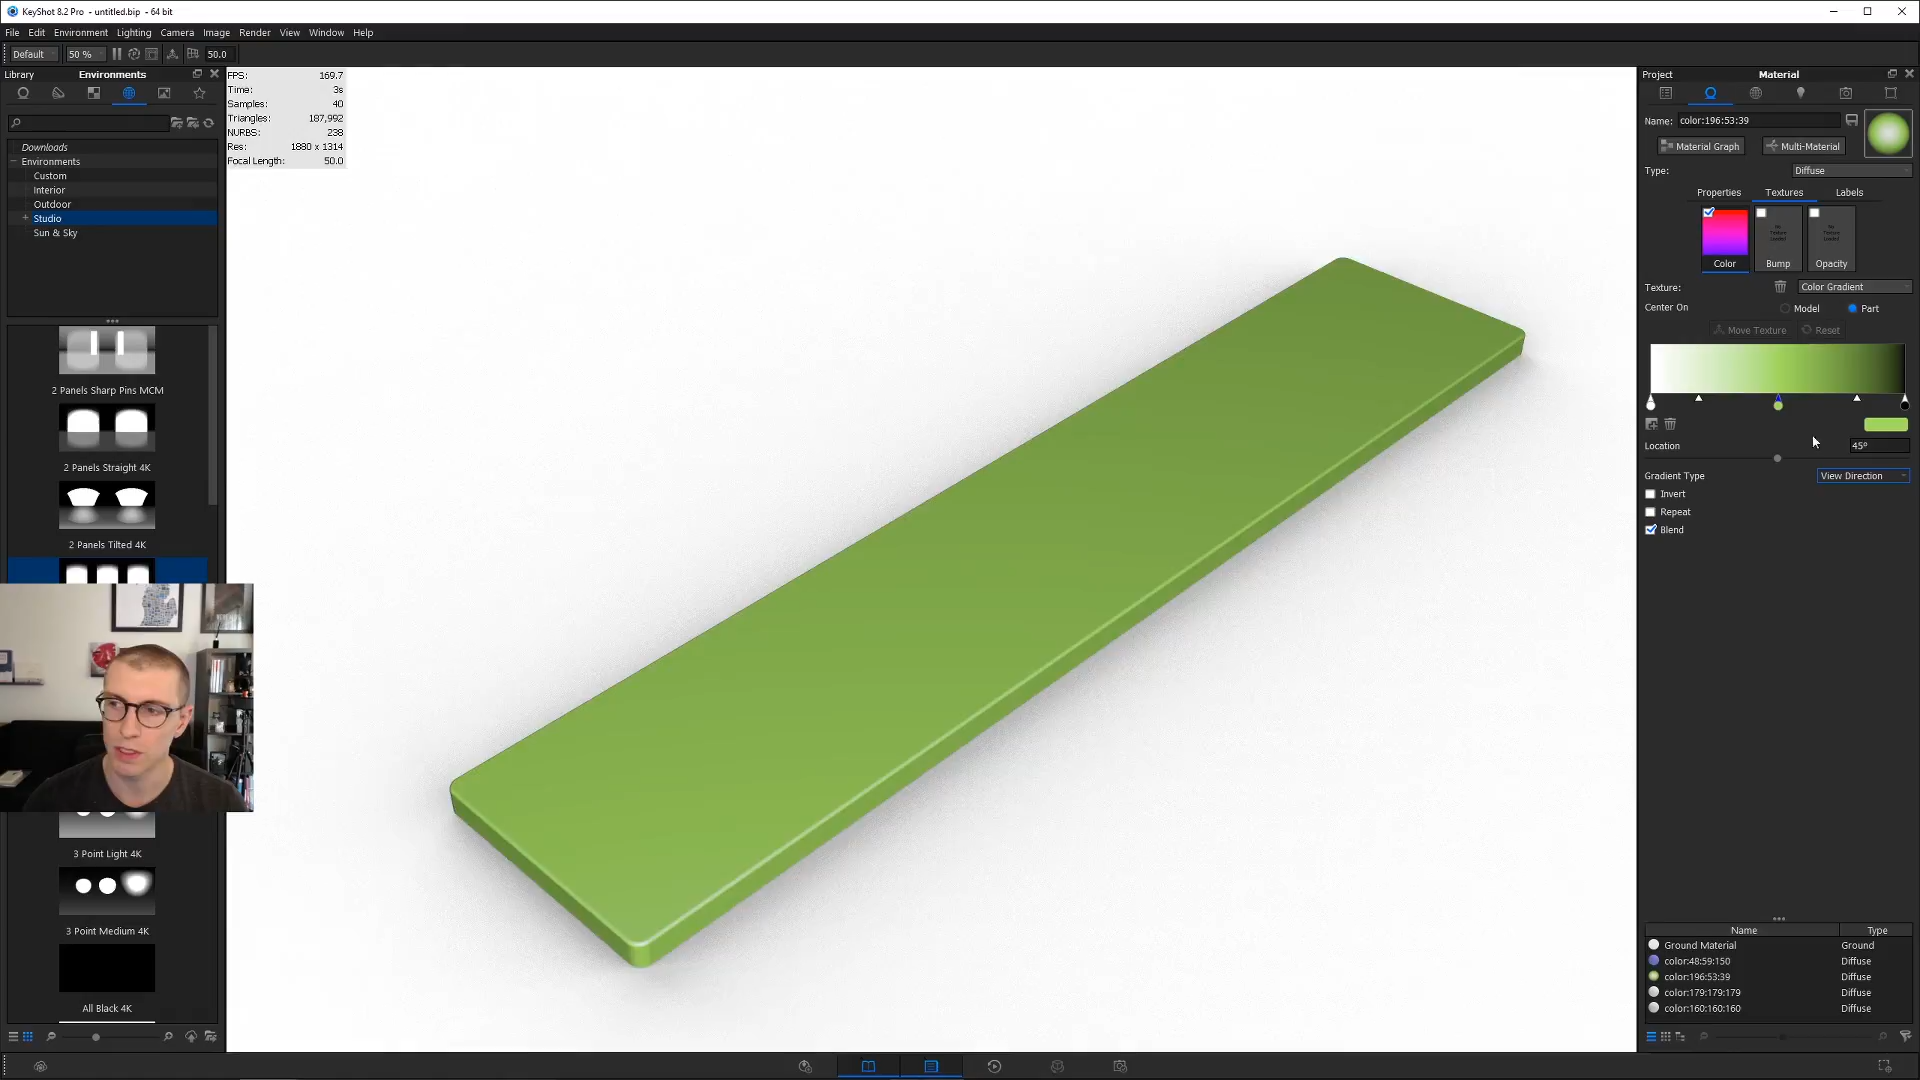 KeyShot 8.2 Pro - untitled.bip - 64 bit
File Edit Environment Lighting Camera Image Render View Window Help
Default 50 % 50.0
Library Environments
Downloads
Environments
Custom
Interior
Outdoor
Studio
Sun & Sky
2 Panels Sharp Pins MCM
2 Panels Straight 4K
2 Panels Tilted 4K
3 Point Light 4K
3 Point Medium 4K
All Black 4K
FPS: 169.7
Time: 3s
Samples: 40
Triangles: 187,992
NURBS: 238
Res: 1880 x 1314
Focal Length: 50.0
Project Material
Name: color:196:53:39
Material Graph Multi-Material
Type: Diffuse
Properties Textures Labels
No Texture Loaded No Texture Loaded
Color Bump Opacity
Texture: Color Gradient
Center On Model Part
Move Texture Reset
Location 45º
Gradient Type View Direction
Invert
Repeat
Blend
Name Type
Ground Material Ground
color:48:59:150 Diffuse
color:196:53:39 Diffuse
color:179:179:179 Diffuse
color:160:160:160 Diffuse